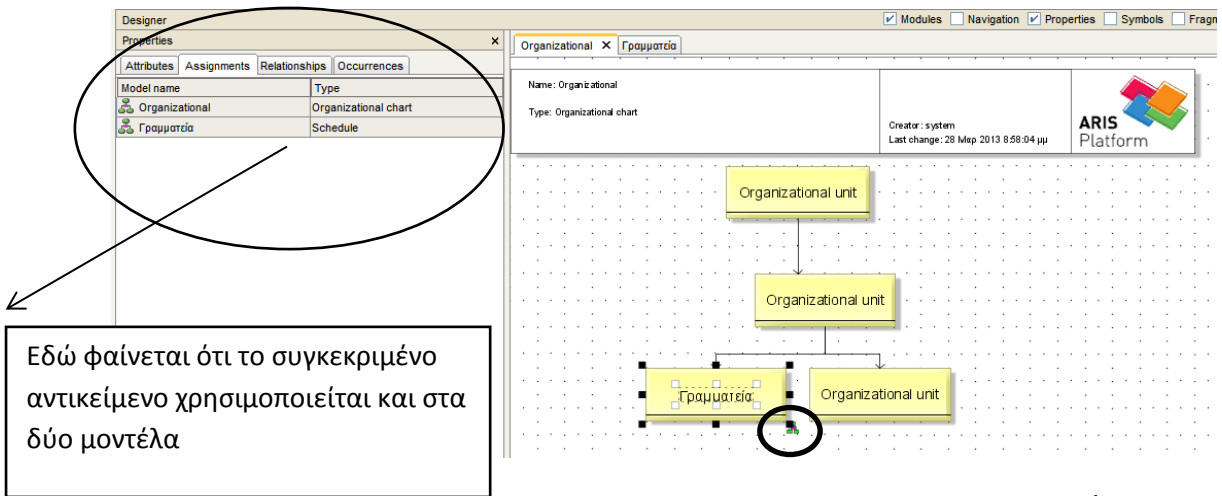 Designer
Modules Navigation Properties Symbols Fragm
Properties
Attributes Assignments Relationships Occurrences
Model name Type
Organizational Organizational chart
Γραμματεία Schedule
Organizational Γραμματεία
Name: Organizational
Type: Organizational chart
Creator: system
Last change: 28 Μαρ 2013 8:58:04 μμ
ARIS
Platform
Organizational unit
Organizational unit
Γραμματεία
Organizational unit
Εδώ φαίνεται ότι το συγκεκριμένο
αντικείμενο χρησιμοποιείται και στα
δύο μοντέλα